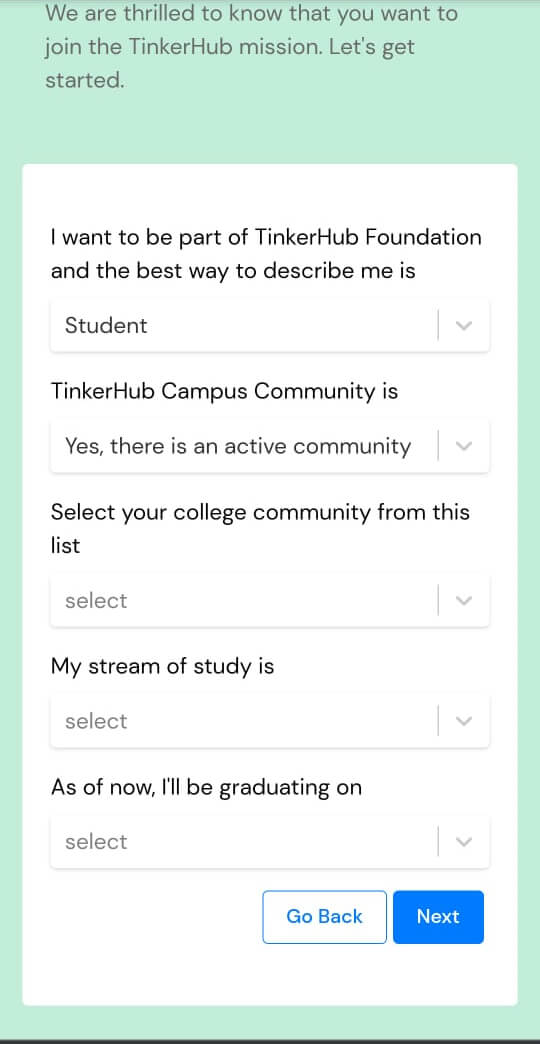 We are thrilled to know that you want to
join the TinkerHub mission. Let's get
started.
I want to be part of TinkerHub Foundation
and the best way to describe me is
Student
TinkerHub Campus Community is
Yes, there is an active community
Select your college community from this
list
select
My stream of study is
select
As of now, I'll be graduating on
select
Go Back
Next